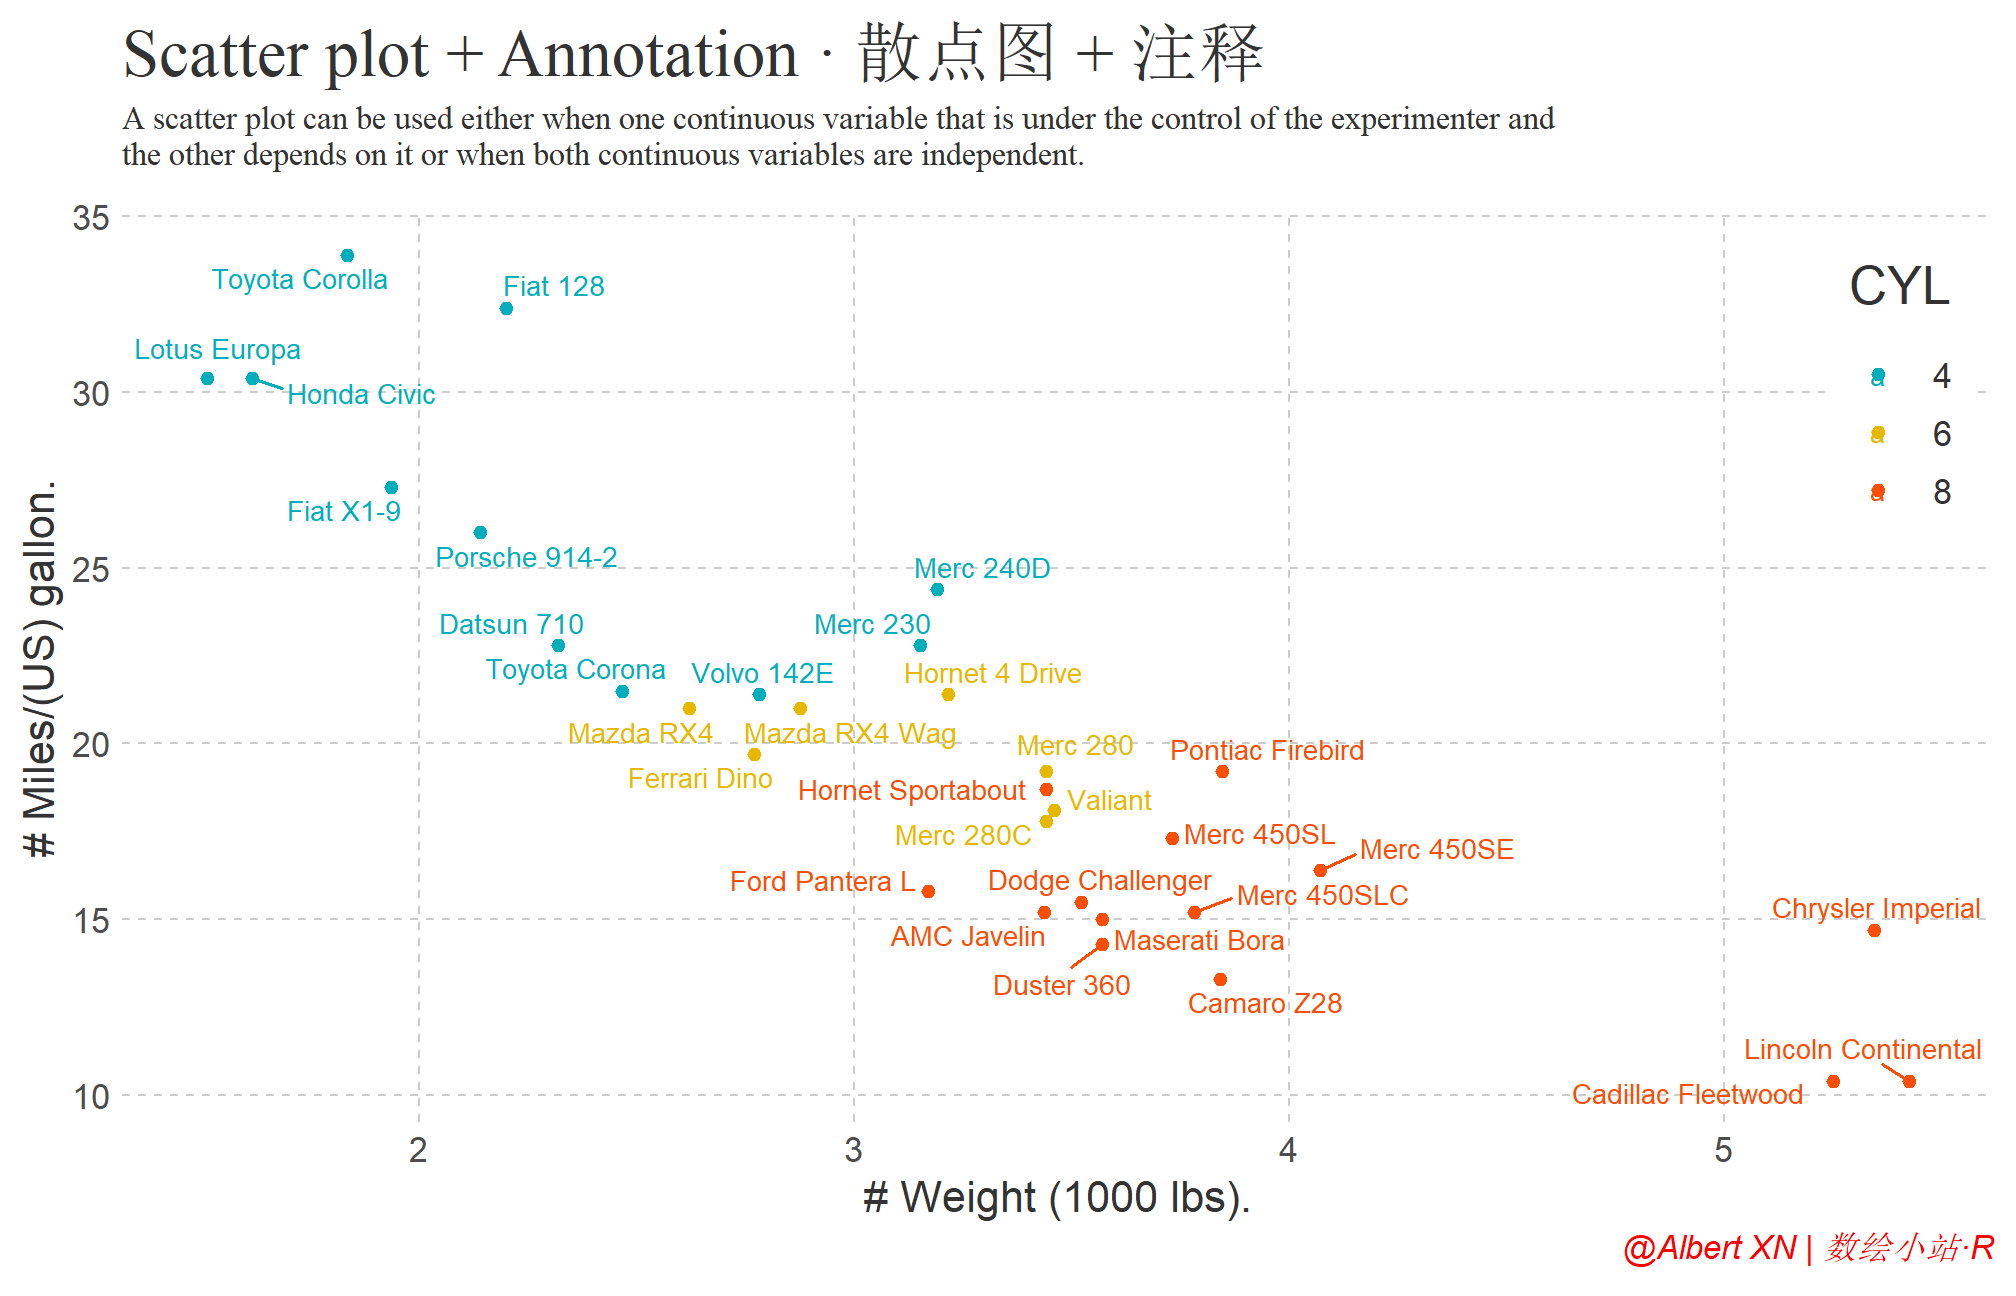 Scatter plot + Annotation · 散点图 + 注释
A scatter plot can be used either when one continuous variable that is under the control of the experimenter and
the other depends on it or when both continuous variables are independent.
35
30
25
20
15
10
# Miles/(US) gallon.
Toyota Corolla
Fiat 128
Lotus Europa
Honda Civic
Fiat X1-9
Porsche 914-2
Merc 240D
Datsun 710
Merc 230
Toyota Corona
Volvo 142E
Hornet 4 Drive
Mazda RX4
Mazda RX4 Wag
Merc 280
Pontiac Firebird
Ferrari Dino
Hornet Sportabout
Valiant
Merc 280C
Merc 450SL
Merc 450SE
Ford Pantera L
Dodge Challenger
Merc 450SLC
Chrysler Imperial
AMC Javelin
Maserati Bora
Duster 360
Camaro Z28
Lincoln Continental
Cadillac Fleetwood
CYL
a 4
a 6
a 8
2 3 4 5
# Weight (1000 lbs).
@Albert XN | 数绘小站·R